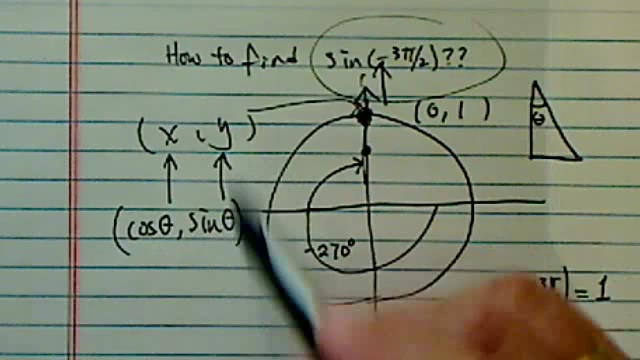 How to find sin(-3π/2)??
(0, 1)
(x, y)
θ
(cosθ, sinθ)
-270°
= 1